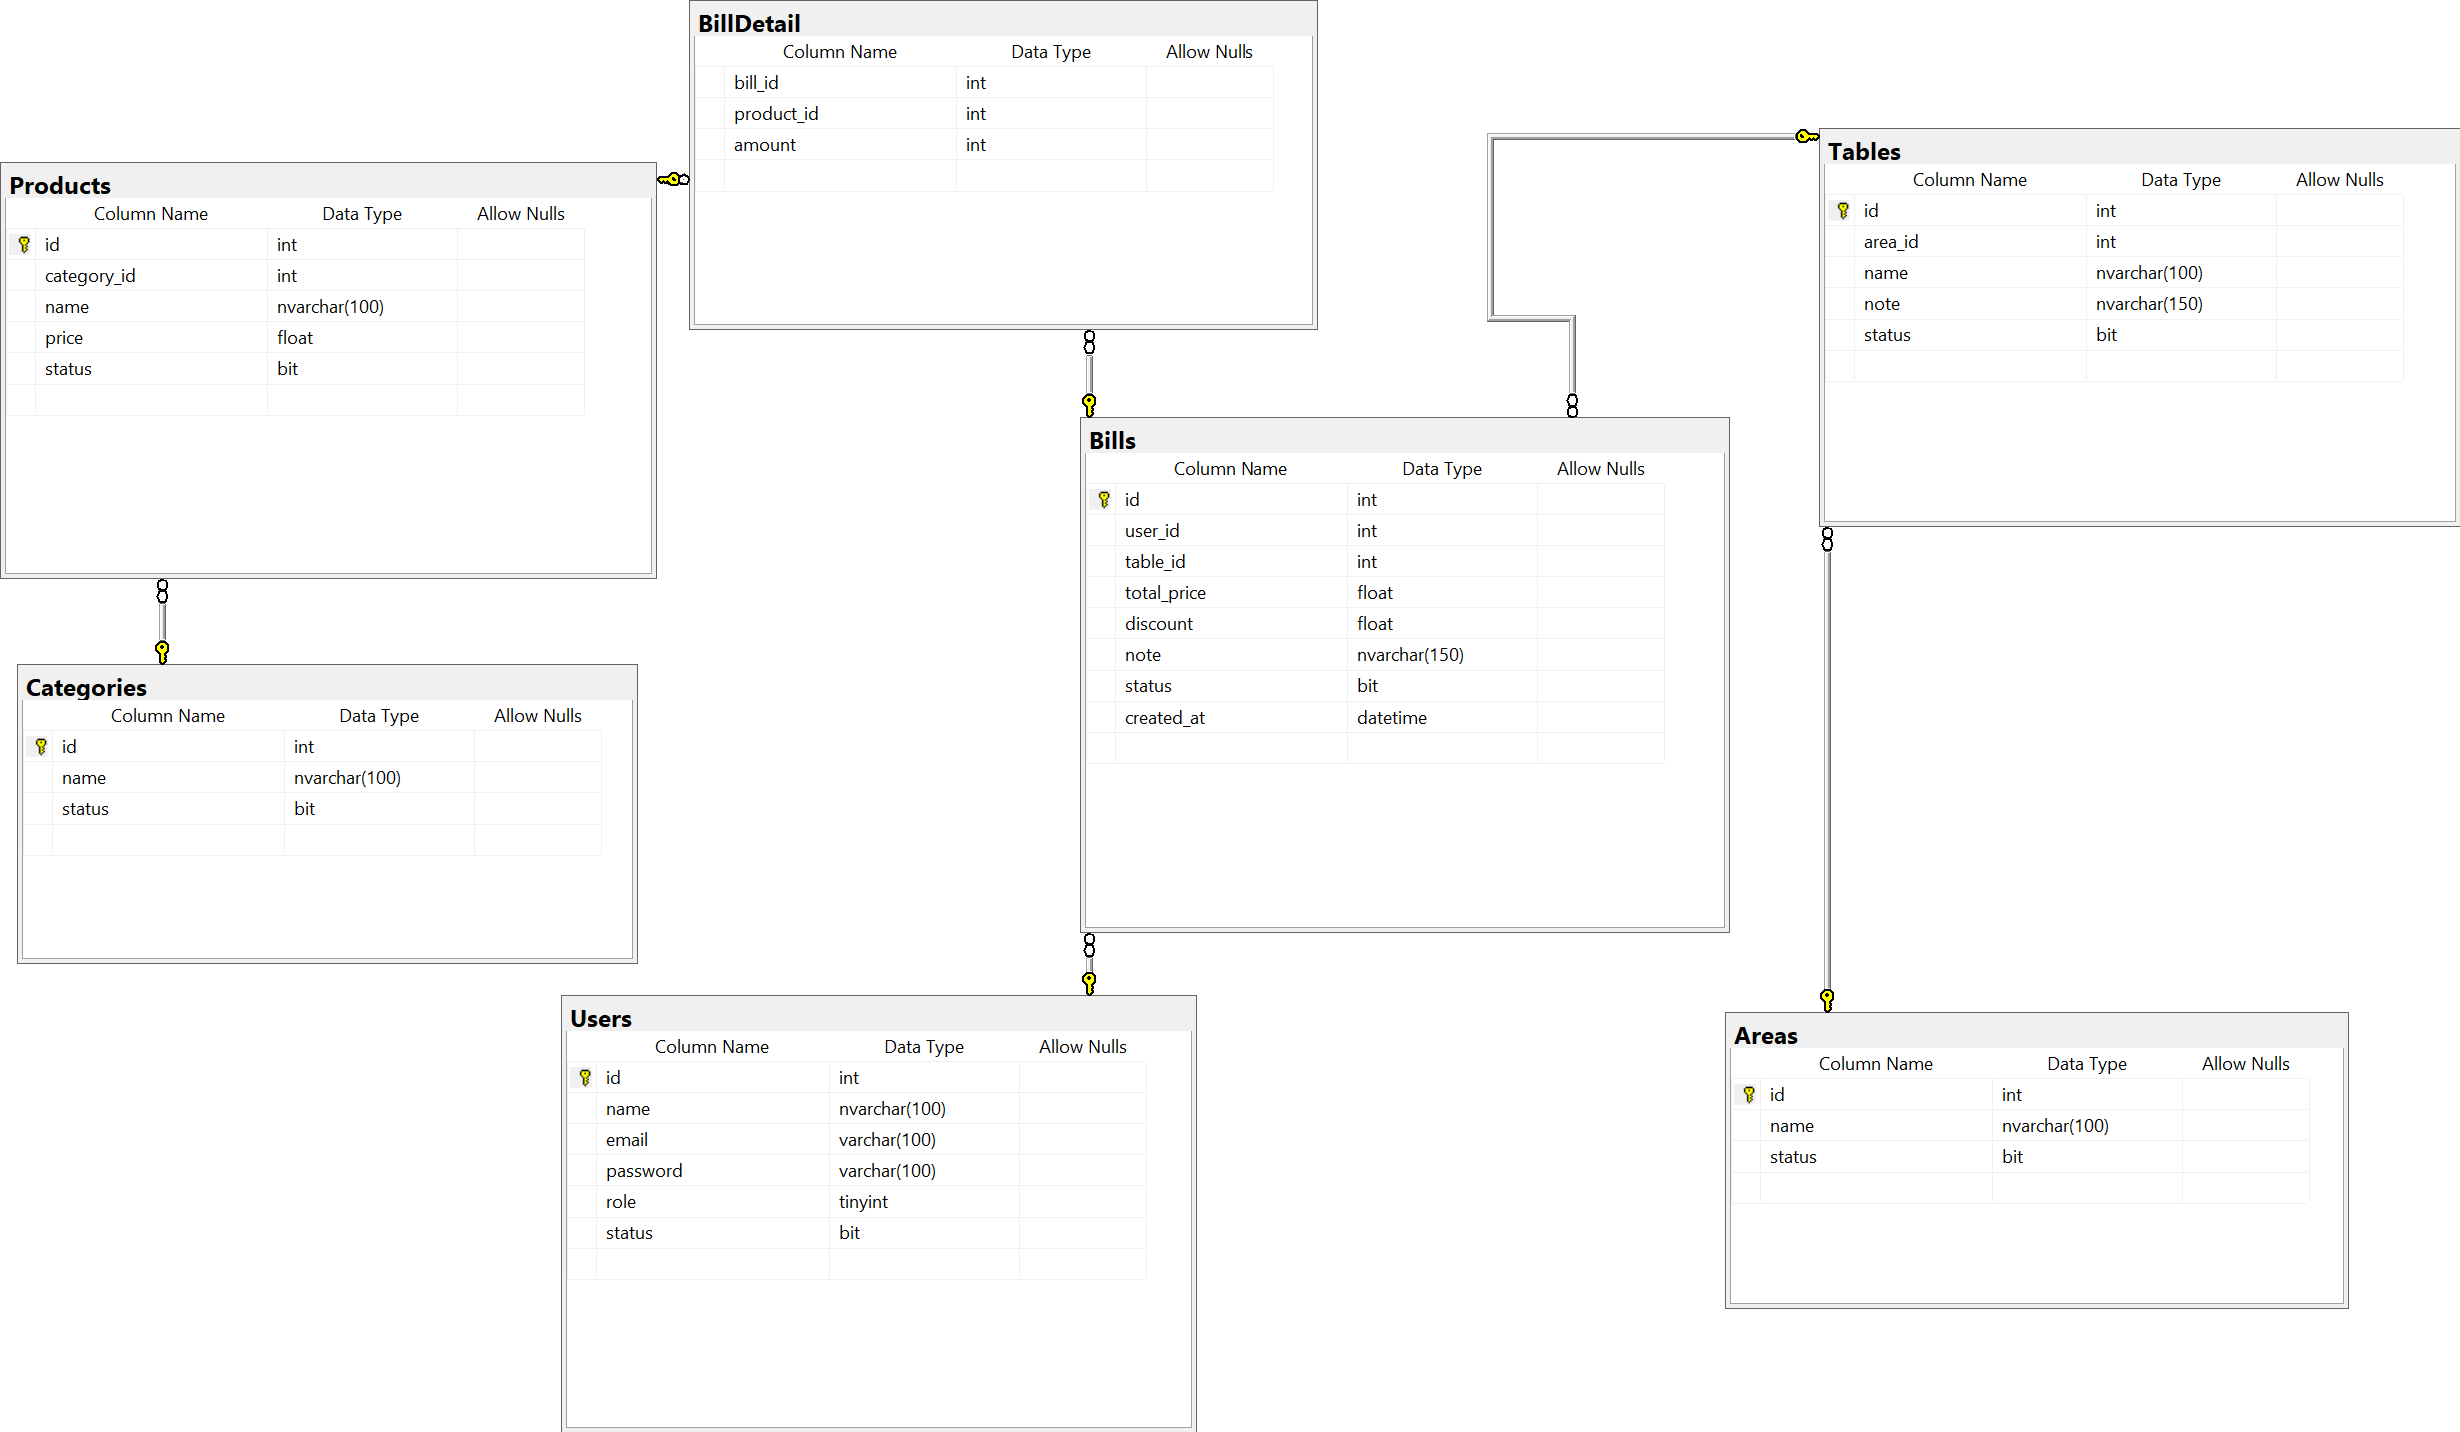 BillDetail
Column Name Data Type Allow Nulls
bill_id int
product_id int
amount int
Products
Column Name Data Type Allow Nulls
id int
category_id int
name nvarchar(100)
price float
status bit
Tables
Column Name Data Type Allow Nulls
id int
area_id int
name nvarchar(100)
note nvarchar(150)
status bit
Bills
Column Name Data Type Allow Nulls
id int
user_id int
table_id int
total_price float
discount float
note nvarchar(150)
status bit
created_at datetime
Categories
Column Name Data Type Allow Nulls
id int
name nvarchar(100)
status bit
Users
Column Name Data Type Allow Nulls
id int
name nvarchar(100)
email varchar(100)
password varchar(100)
role tinyint
status bit
Areas
Column Name Data Type Allow Nulls
id int
name nvarchar(100)
status bit